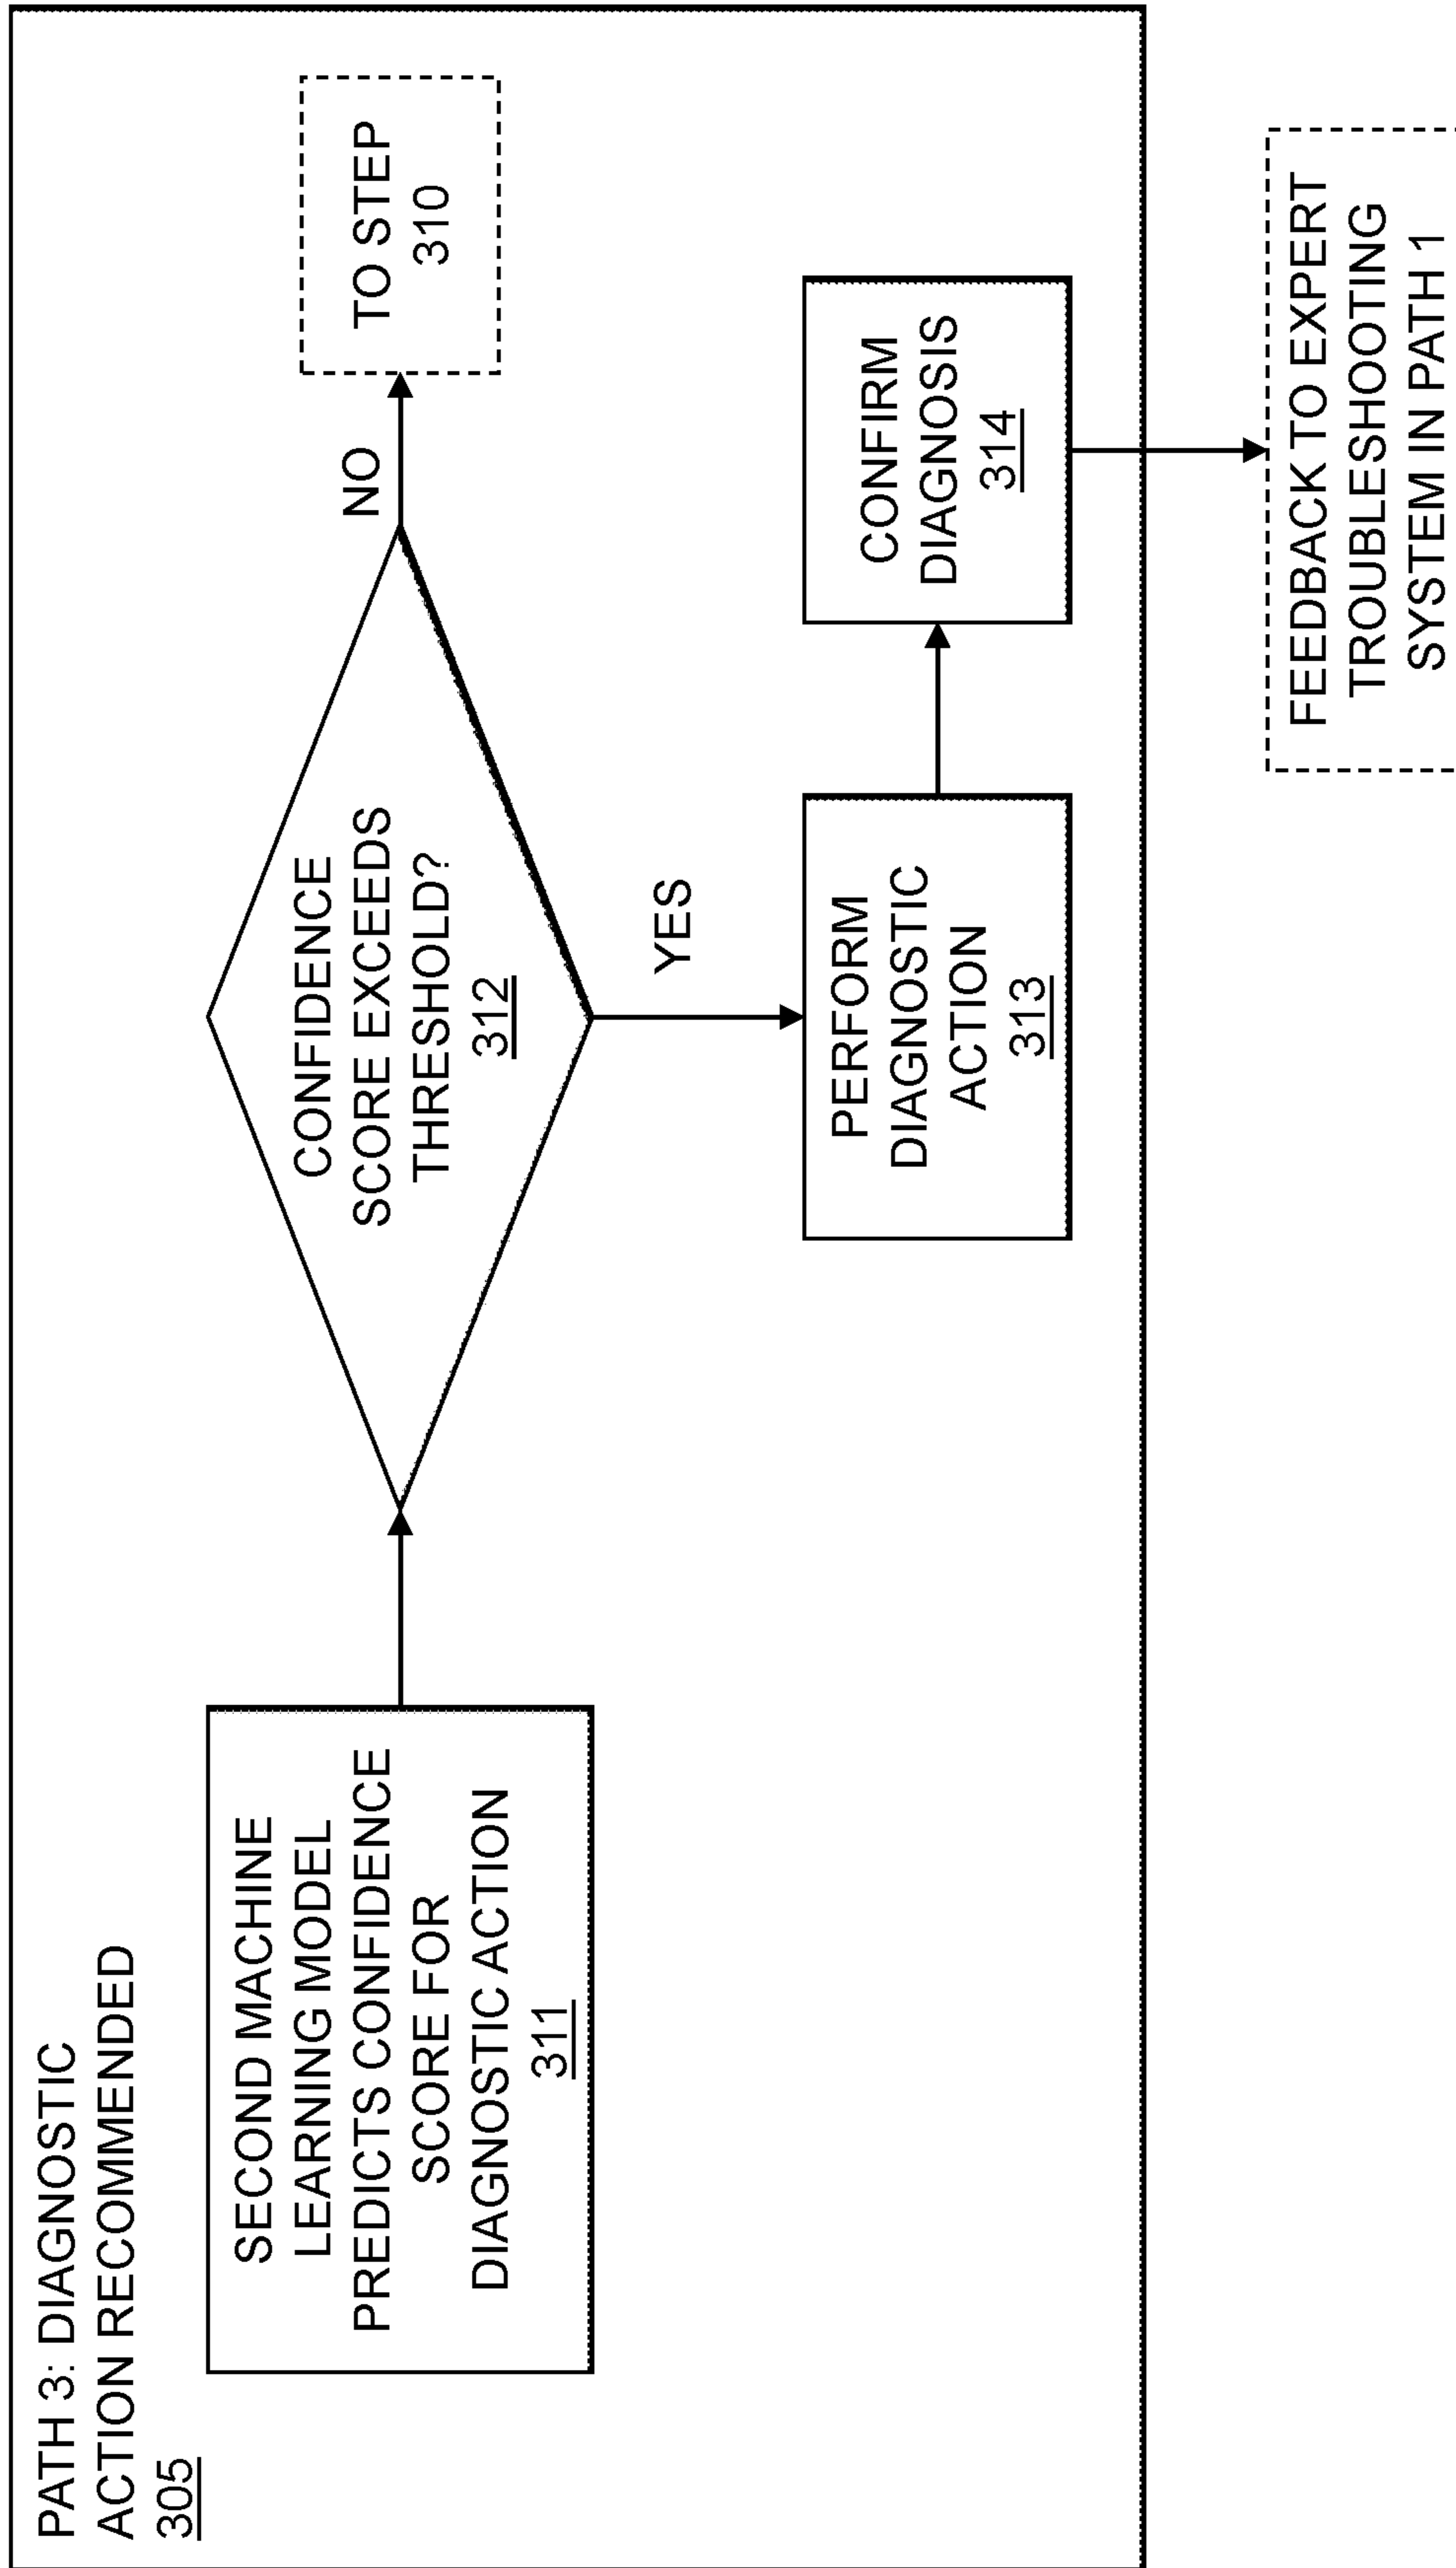 PATH 3: DIAGNOSTIC
ACTION RECOMMENDED
305
SECOND MACHINE
LEARNING MODEL
PREDICTS CONFIDENCE
SCORE FOR
DIAGNOSTIC ACTION
311
CONFIDENCE
SCORE EXCEEDS
THRESHOLD?
312
NO
TO STEP
310
YES
PERFORM
DIAGNOSTIC
ACTION
313
CONFIRM
DIAGNOSIS
314
FEEDBACK TO EXPERT
TROUBLESHOOTING
SYSTEM IN PATH 1